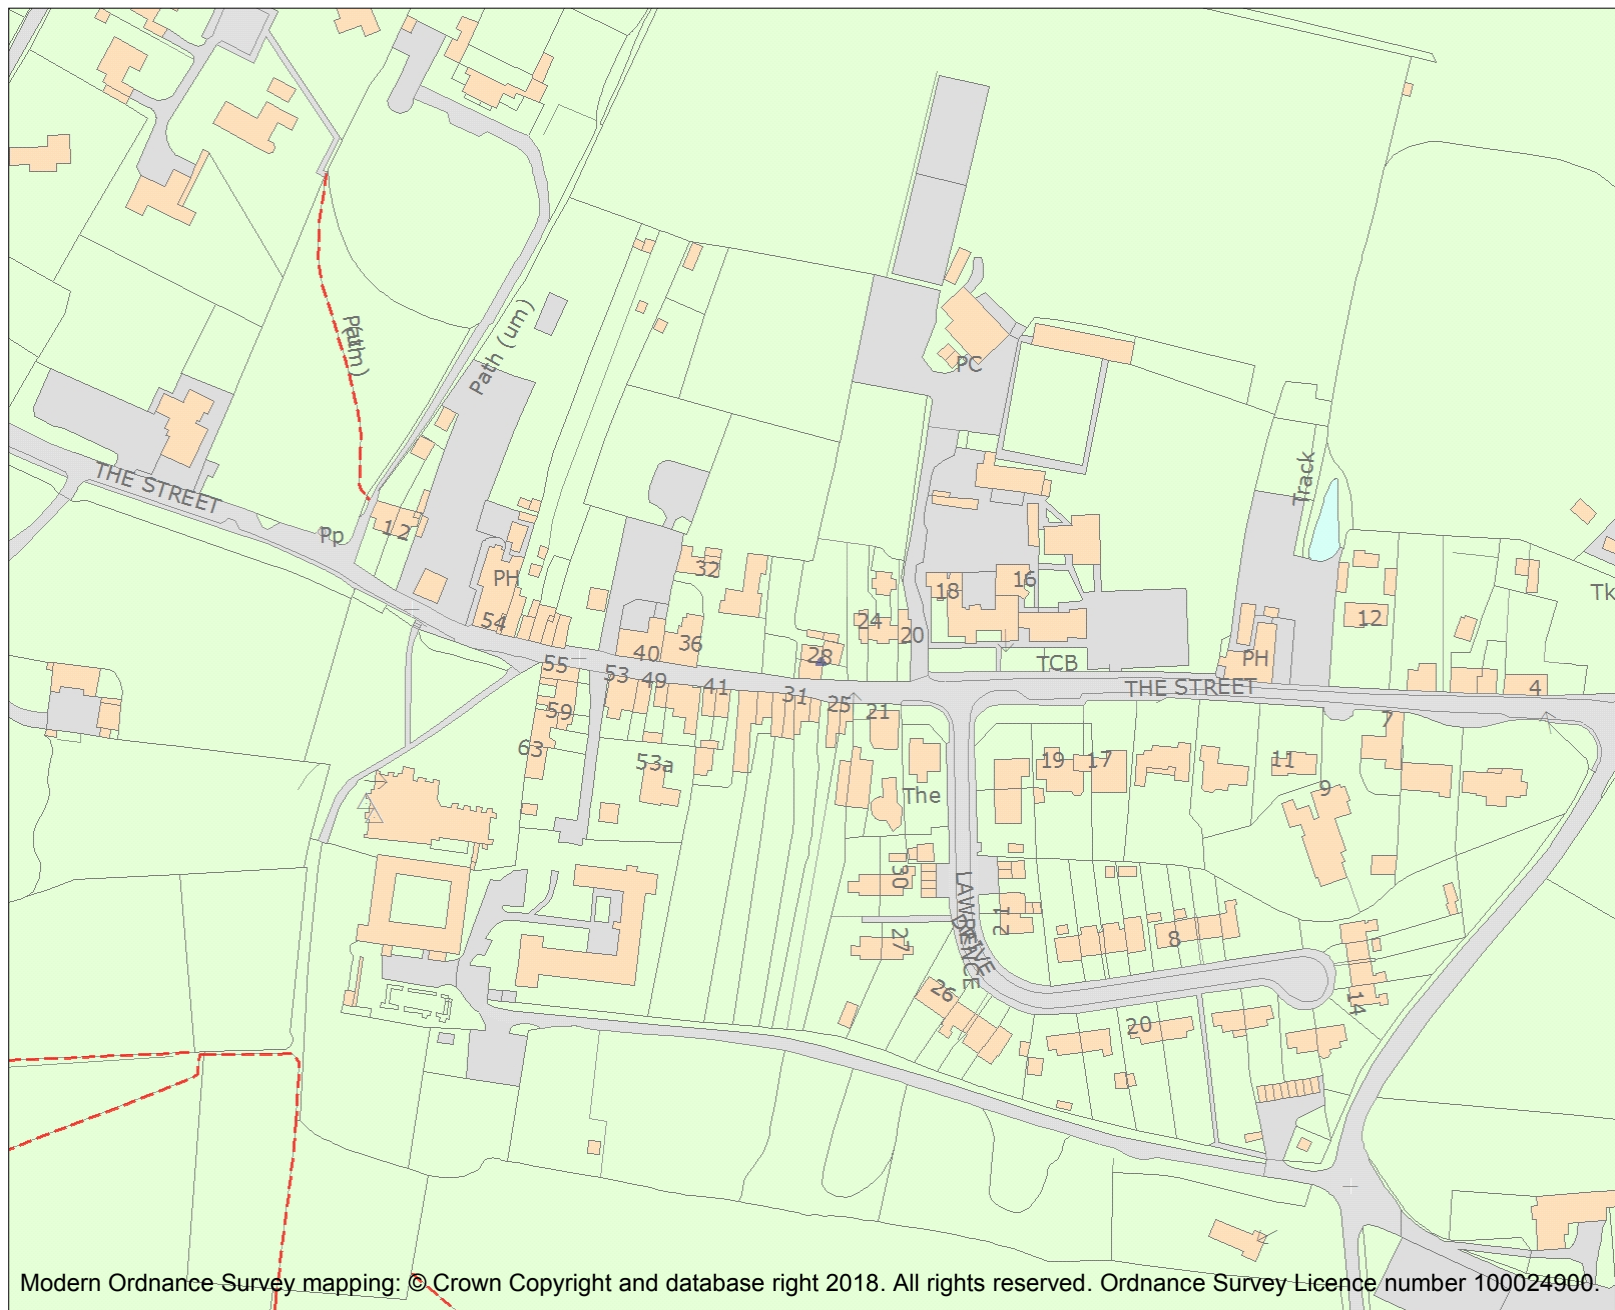 Path (um)
Path
(um)
PC
THE STREET
Pp
12
Track
PH
54
32
40
36
28
24
20
18
16
TCB
PH
12
Tk
THE STREET
4
55
53
49
41
31
25
21
59
63
53a
The
19
17
11
9
7
30
27
LAWRENCE
DRIVE
1
2
8
26
20
14
Modern Ordnance Survey mapping: © Crown Copyright and database right 2018. All rights reserved. Ordnance Survey Licence number 100024900.